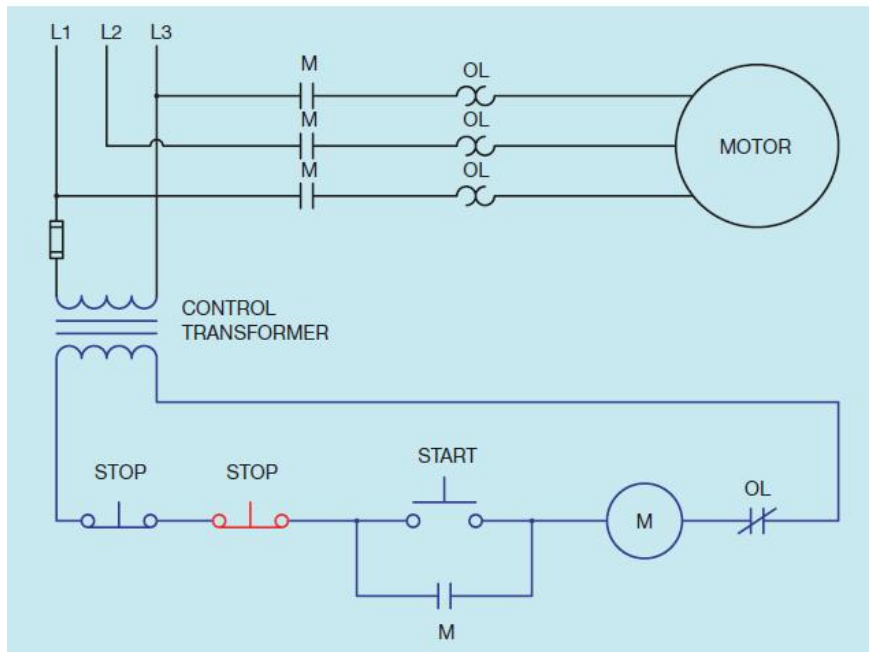 L1 L2 L3
M OL
M OL
MOTOR
M OL
CONTROL
TRANSFORMER
STOP STOP START
OL
M
M